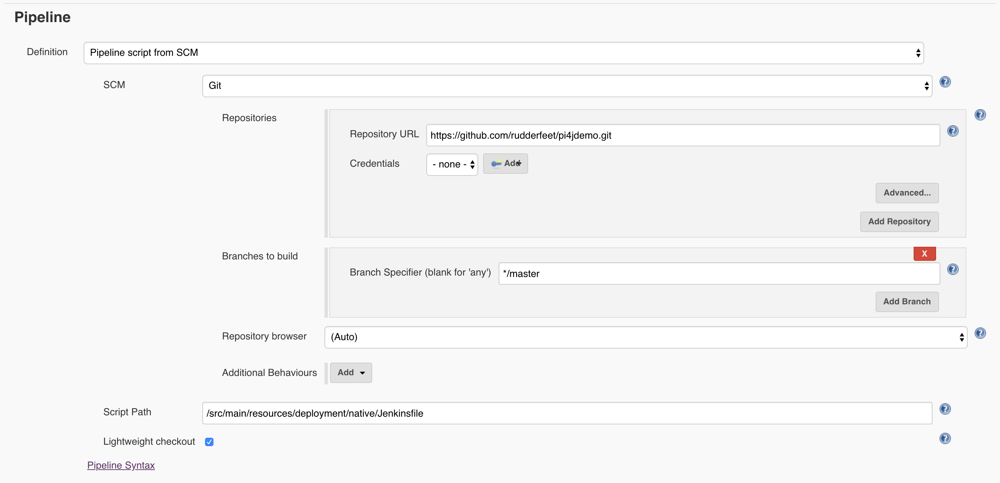 Pipeline
Definition Pipeline script from SCM
SCM Git
Repositories
Repository URL https://github.com/rudderfeet/pi4jdemo.git
Credentials - none - Add
Advanced...
Add Repository
Branches to build
X
Branch Specifier (blank for 'any') */master
Add Branch
Repository browser (Auto)
Additional Behaviours Add
Script Path /src/main/resources/deployment/native/Jenkinsfile
Lightweight checkout
Pipeline Syntax